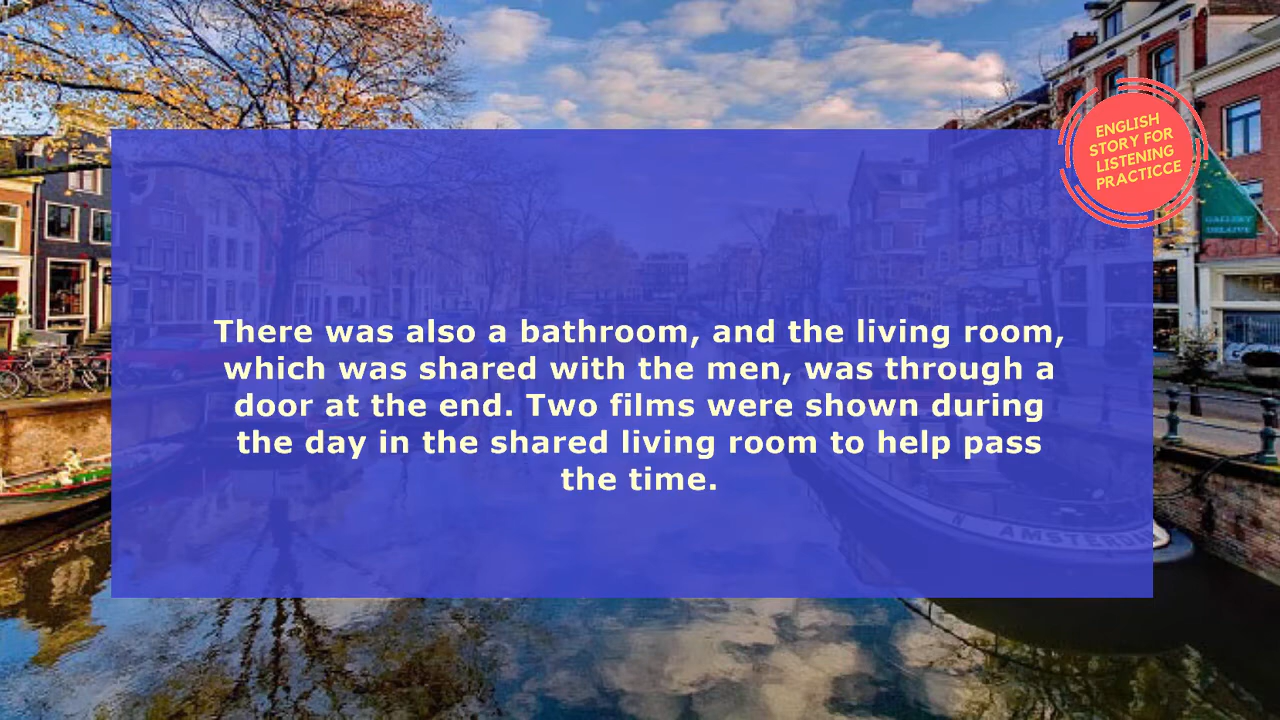 ENGLISH
STORY FOR
LISTENING
PRACTICCE
GALLERY
There was also a bathroom, and the living room,
which was shared with the men, was through a
door at the end. Two films were shown during
the day in the shared living room to help pass
the time.
AMSTERDAM